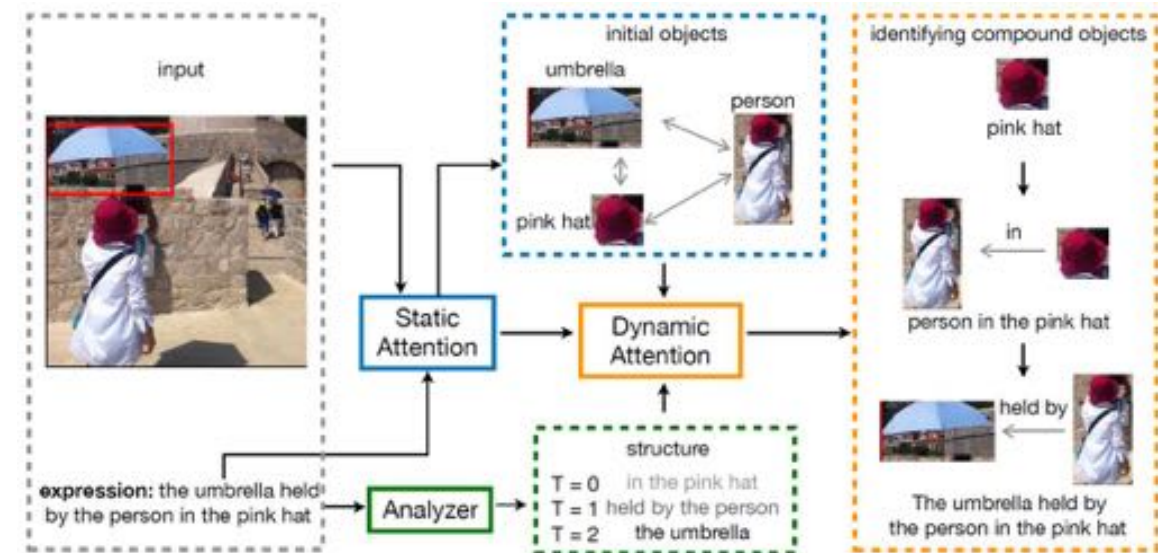 input
expression: the umbrella held
by the person in the pink hat
Static
Attention
Analyzer
initial objects
umbrella
person
pink hat
Dynamic
Attention
structure
T = 0 in the pink hat
T = 1 held by the person
T = 2 the umbrella
identifying compound objects
pink hat
in
person in the pink hat
held by
The umbrella held by
the person in the pink hat